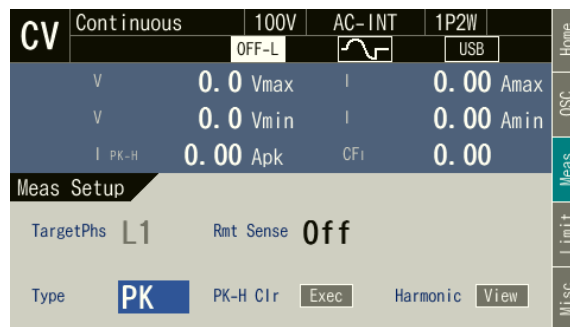 CV Continuous 100V AC-INT 1P2W
OFF-L USB
V 0.0 Vmax I 0.00 Amax
V 0.0 Vmin I 0.00 Amin
I PK-H 0.00 Apk CFI 0.00
Meas Setup
TargetPhs L1 Rmt Sense Off
Type PK PK-H Clr Exec Harmonic View
Home
OSC
Meas
Limit
Misc